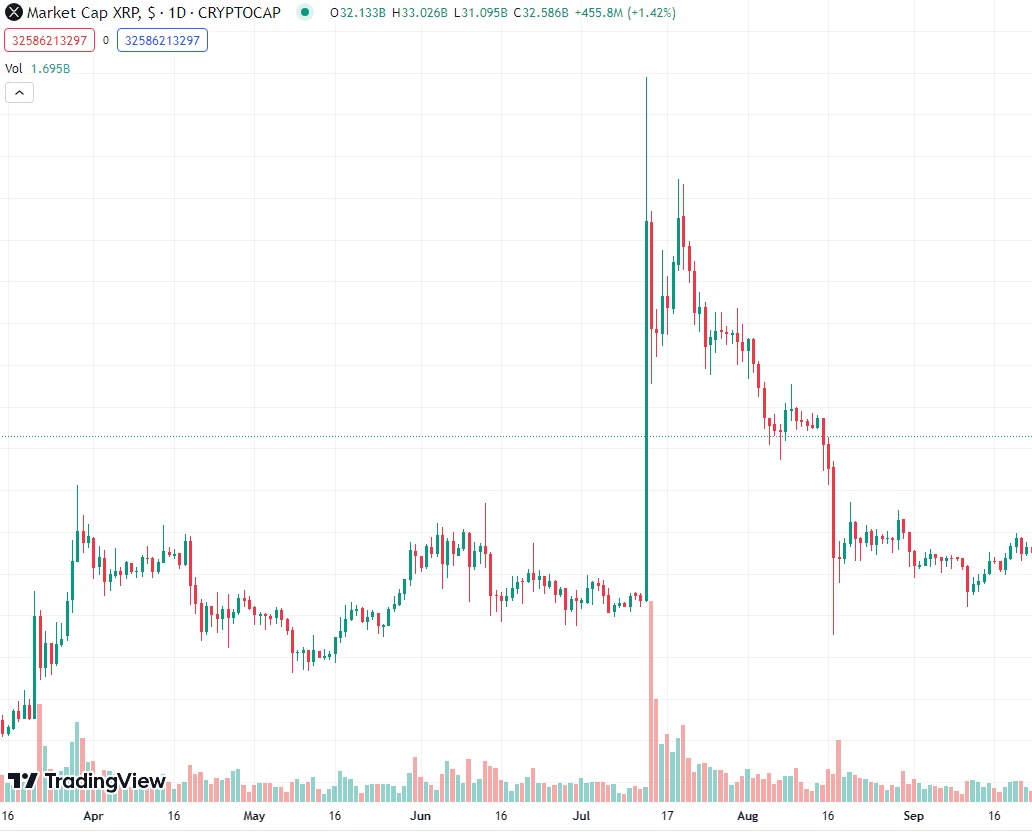 Market Cap XRP, $ · 1D · CRYPTOCAP O32.133B H33.026B L31.095B C32.586B +455.8M (+1.42%)
32586213297 0 32586213297
Vol 1.695B
TradingView
16 Apr 16 May 16 Jun 16 Jul 17 Aug 16 Sep 16